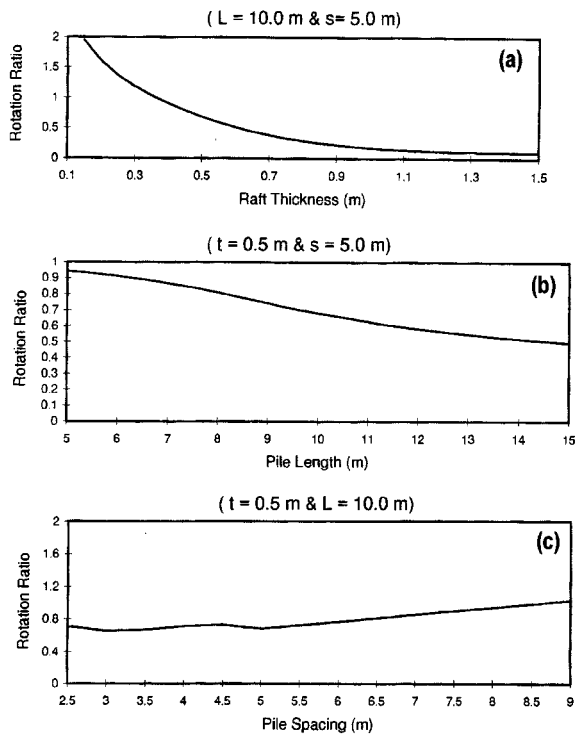 ( L = 10.0 m & s= 5.0 m)
(a)
Rotation Ratio
2
1.5
1
0.5
0
0.1 0.3 0.5 0.7 0.9 1.1 1.3 1.5
Raft Thickness (m)
( t = 0.5 m & s = 5.0 m)
(b)
Rotation Ratio
1
0.9
0.8
0.7
0.6
0.5
0.4
0.3
0.2
0.1
0
5 6 7 8 9 10 11 12 13 14 15
Pile Length (m)
( t = 0.5 m & L = 10.0 m)
(c)
Rotation Ratio
2
1.6
1.2
0.8
0.4
0
2.5 3 3.5 4 4.5 5 5.5 6 6.5 7 7.5 8 8.5 9
Pile Spacing (m)